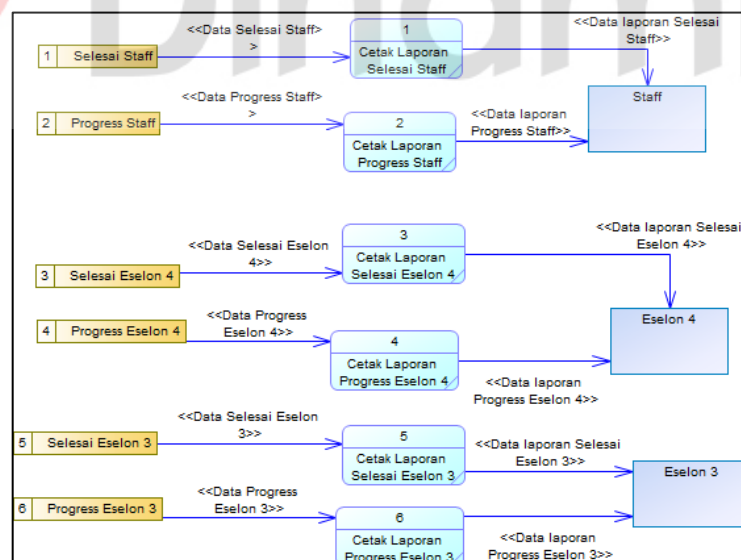 Dinami
<<Data Selesai Staff>
>
1
Selesai Staff
1
Cetak Laporan
Selesai Staff
<<Data laporan Selesai
Staff>>
Staff
<<Data Progress Staff>
>
2
Progress Staff
2
Cetak Laporan
Progress Staff
<<Data laporan
Progress Staff>>
<<Data Selesai Eselon
4>>
3
Selesai Eselon 4
3
Cetak Laporan
Selesai Eselon 4
<<Data laporan Selesai
Eselon 4>>
Eselon 4
<<Data Progress
Eselon 4>>
4
Progress Eselon 4
4
Cetak Laporan
Progress Eselon 4
<<Data laporan
Progress Eselon 4>>
<<Data Selesai Eselon
3>>
5
Selesai Eselon 3
5
Cetak Laporan
Selesai Eselon 3
<<Data laporan Selesai
Eselon 3>>
Eselon 3
<<Data Progress
Eselon 3>>
6
Progress Eselon 3
6
Cetak Laporan
Progress Eselon 3
<<Data laporan
Progress Eselon 3>>